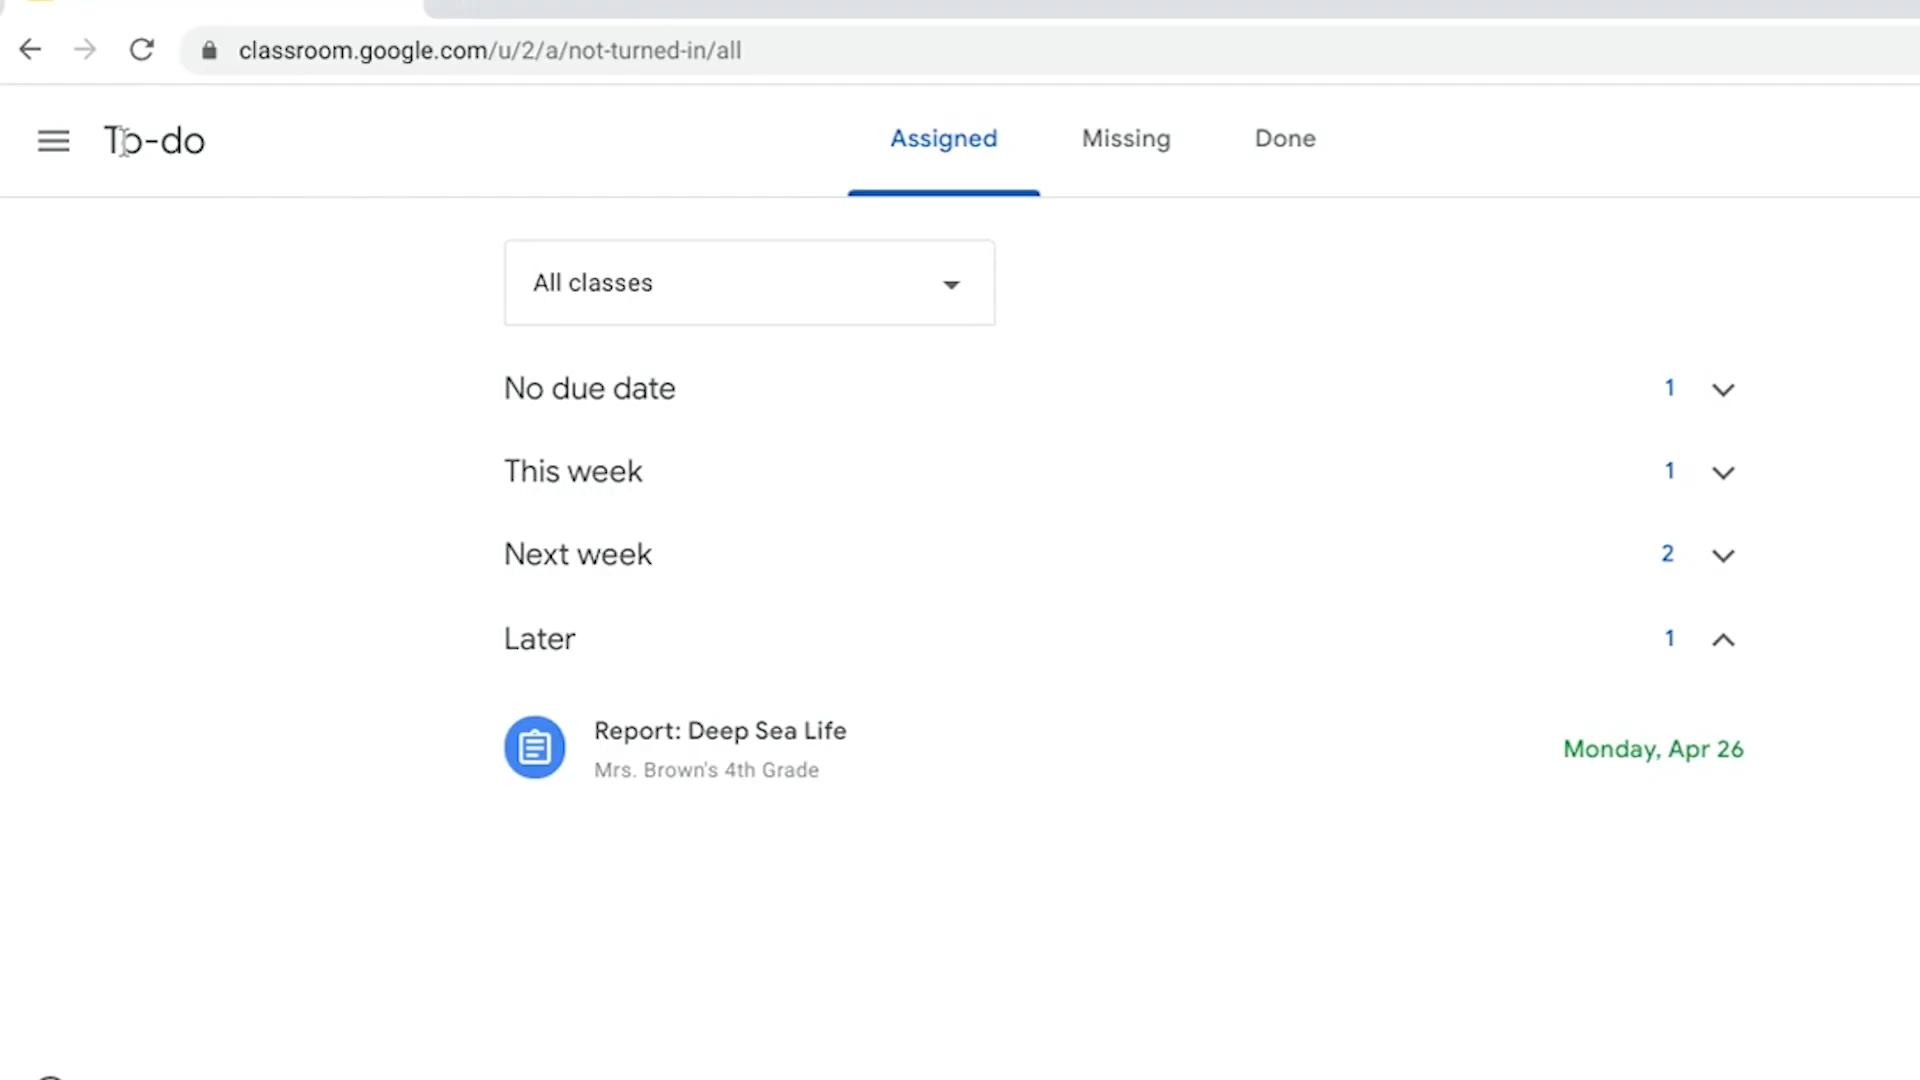 classroom.google.com/u/2/a/not-turned-in/all
To-do
Assigned
Missing
Done
All classes
No due date
1
This week
1
Next week
2
Later
1
Report: Deep Sea Life
Mrs. Brown's 4th Grade
Monday, Apr 26